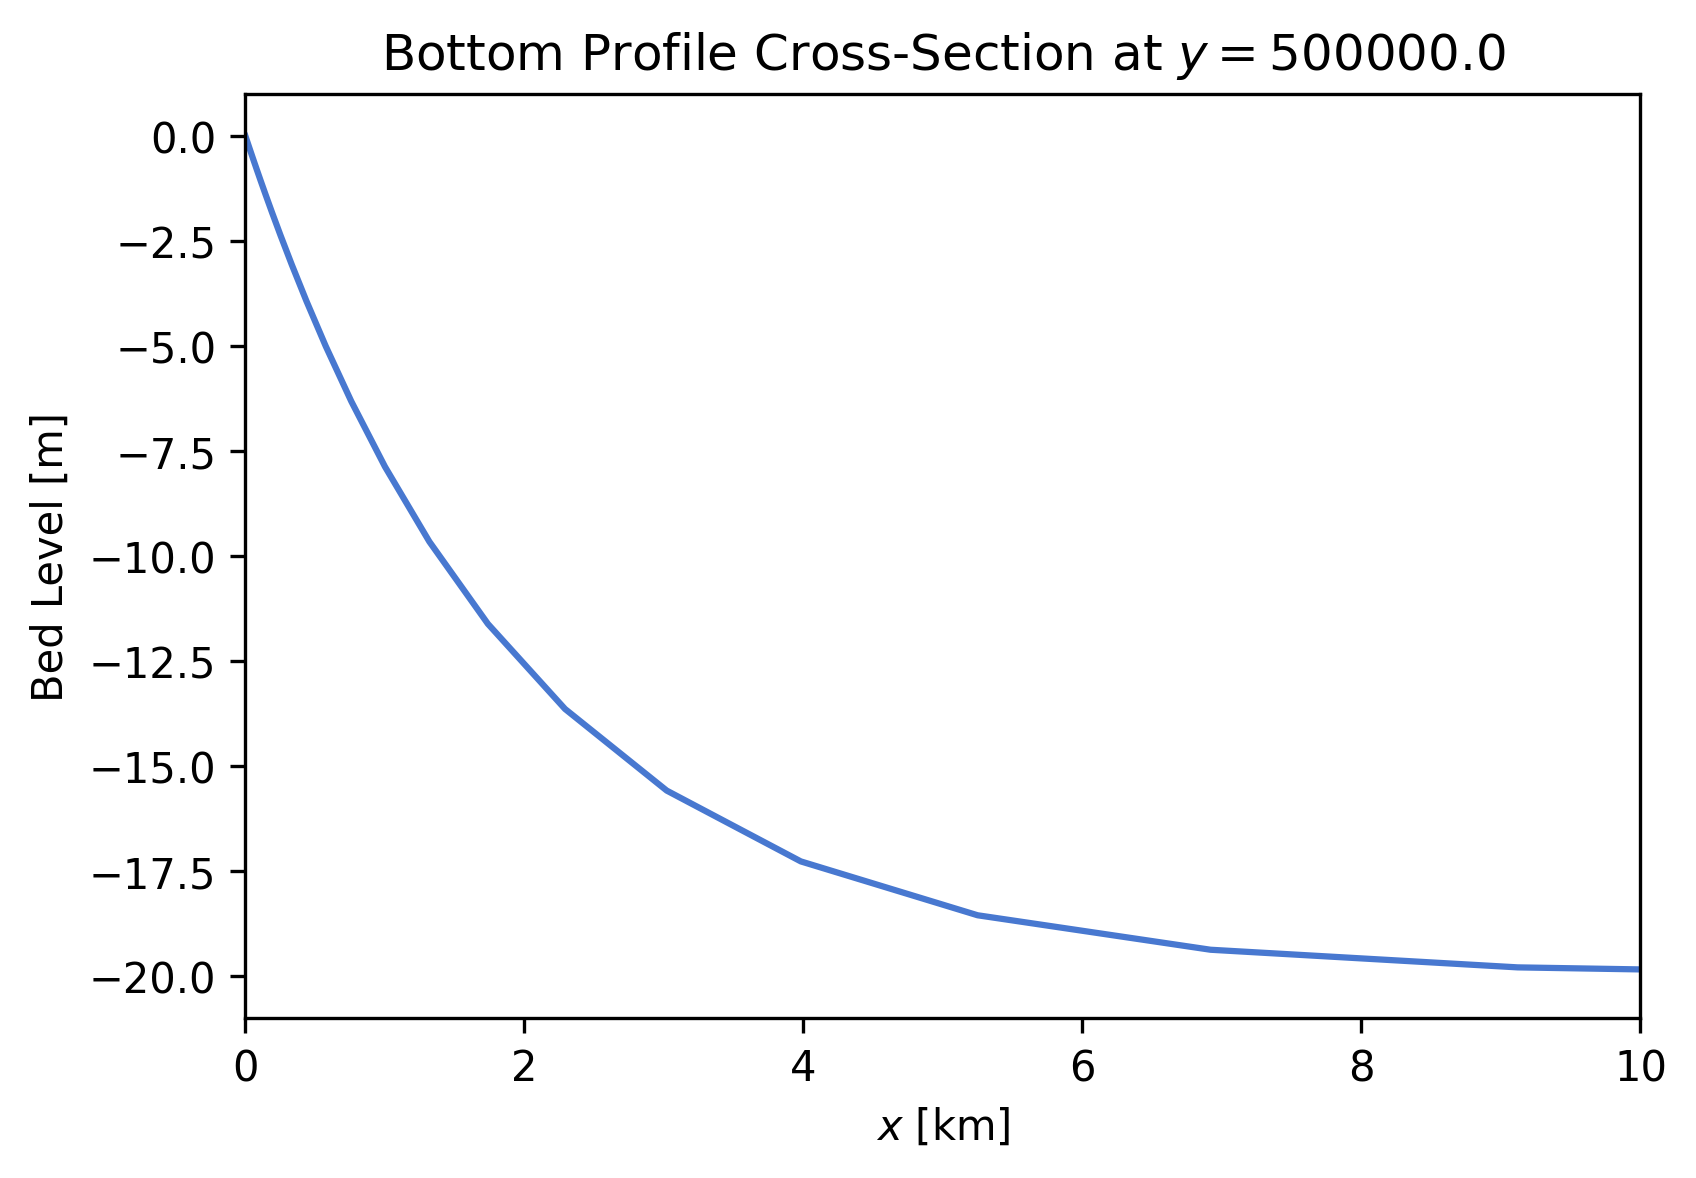 Bottom Profile Cross-Section at y = 500000.0
0.0
−2.5
−5.0
−7.5
−10.0
−12.5
−15.0
−17.5
−20.0
Bed Level [m]
0 2 4 6 8 10
x [km]